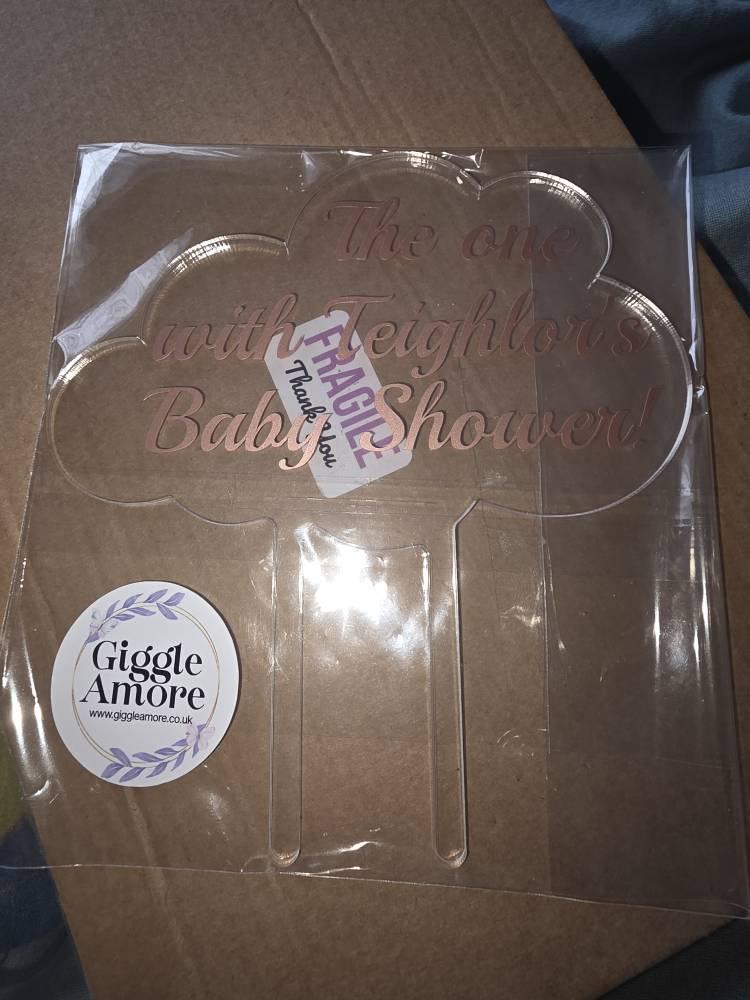 The one
with Teighlor's
Baby Shower!
FRAGILE
Thank You
Giggle
Amore
www.giggleamore.co.uk